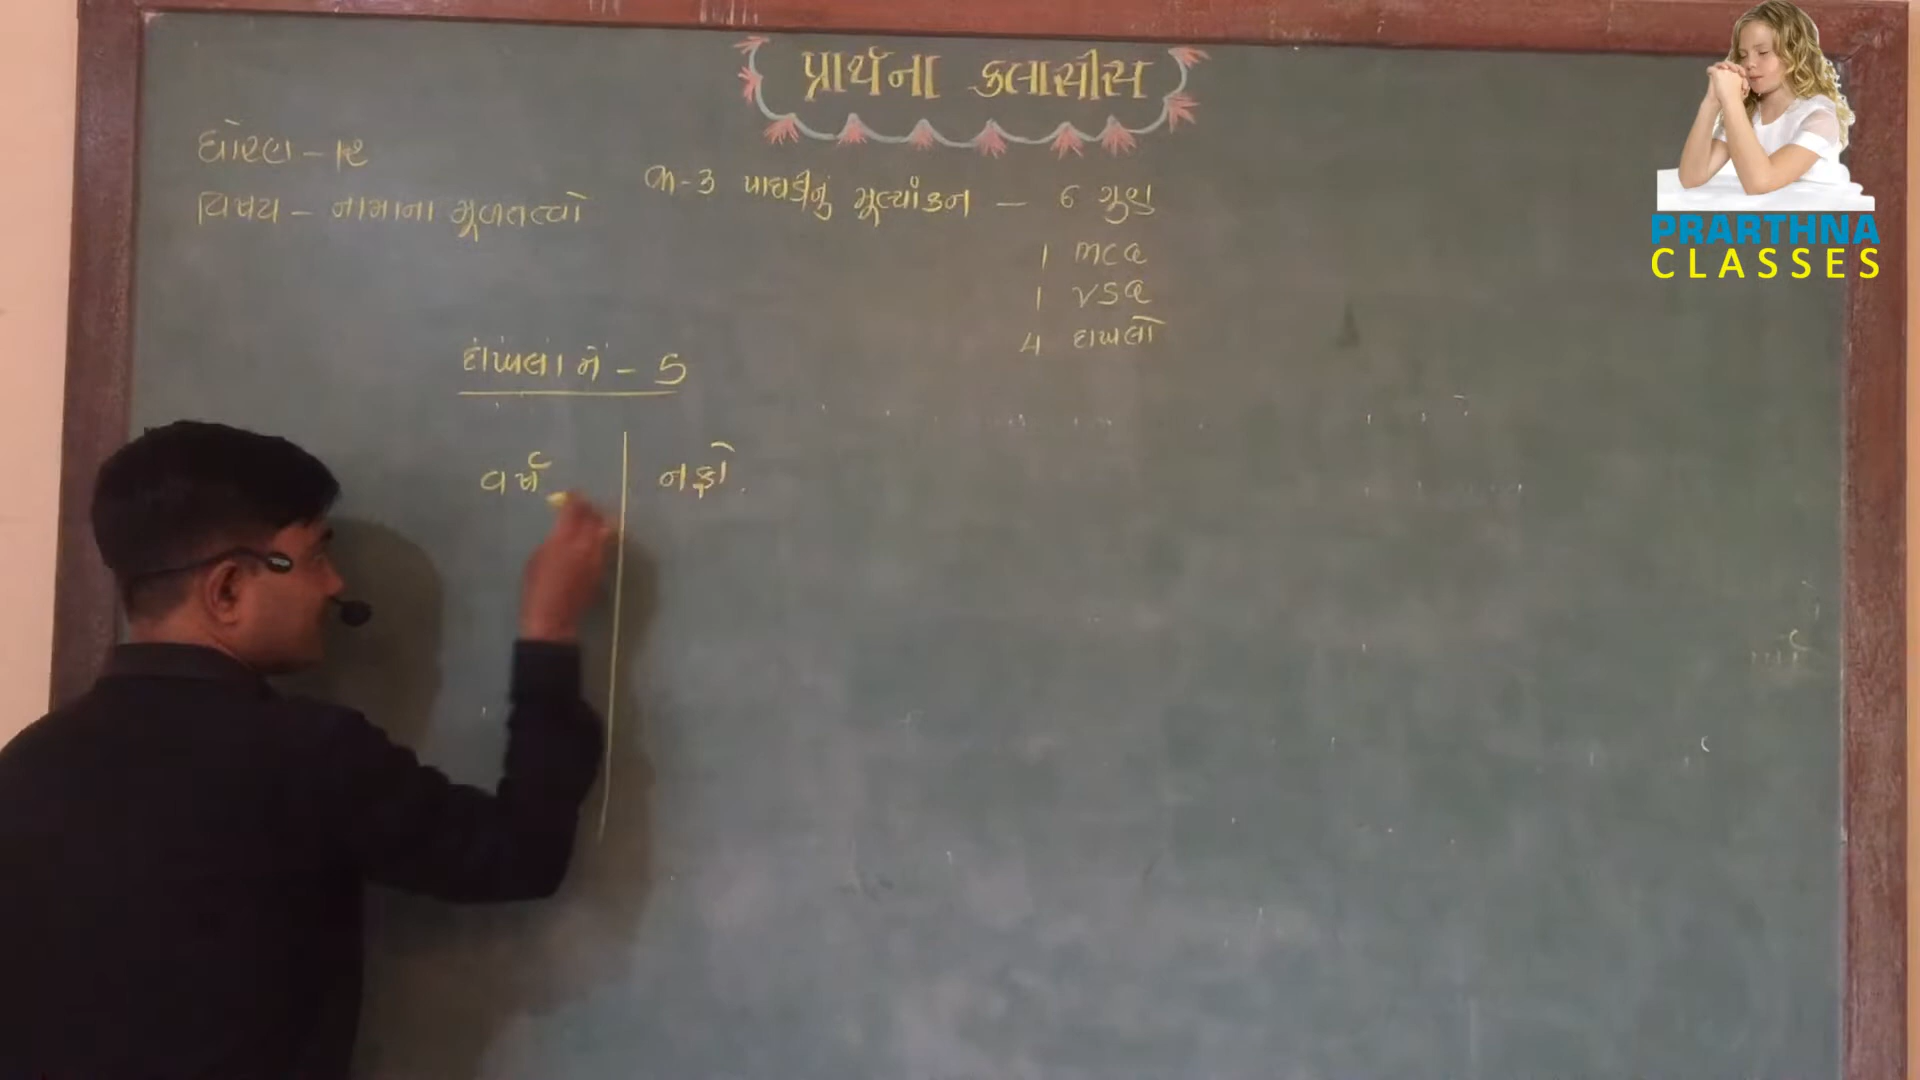 પ્રાર્થના ક્લાસીસ
PRARTHNA
CLASSES
ધોરણ - ૧૨
વિષય - નામાના મૂળતત્વો
પ્ર-3 પાઘડીનું મૂલ્યાંકન - 6 ગુણ
1 MCQ
1 VSQ
4 દાખલો
દાખલા નં - 5
વર્ષ
નફો